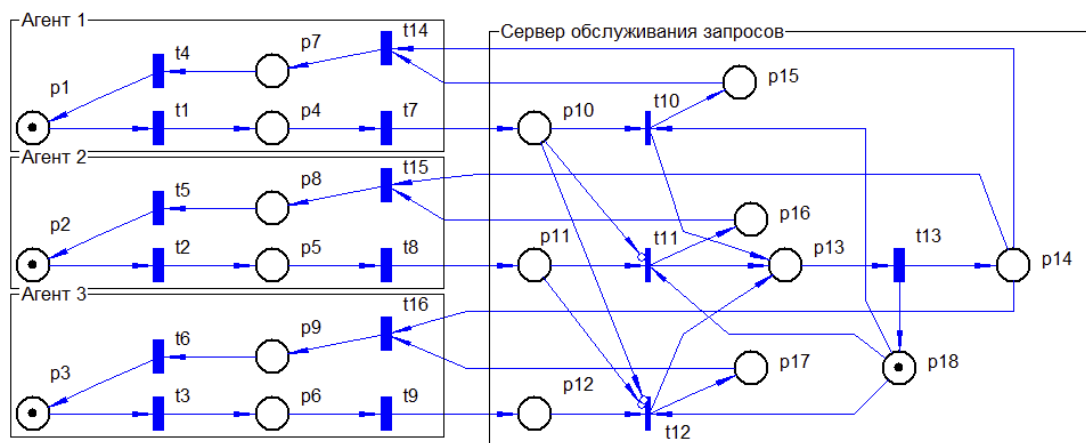 Агент 1
Сервер обслуживания запросов
t4
p7
t14
p1
t1
p4
t7
p10
t10
p15
Агент 2
t5
p8
t15
p2
t2
p5
t8
p11
t11
p16
p13
t13
p14
Агент 3
t6
p9
t16
p3
t3
p6
t9
p12
t12
p17
p18